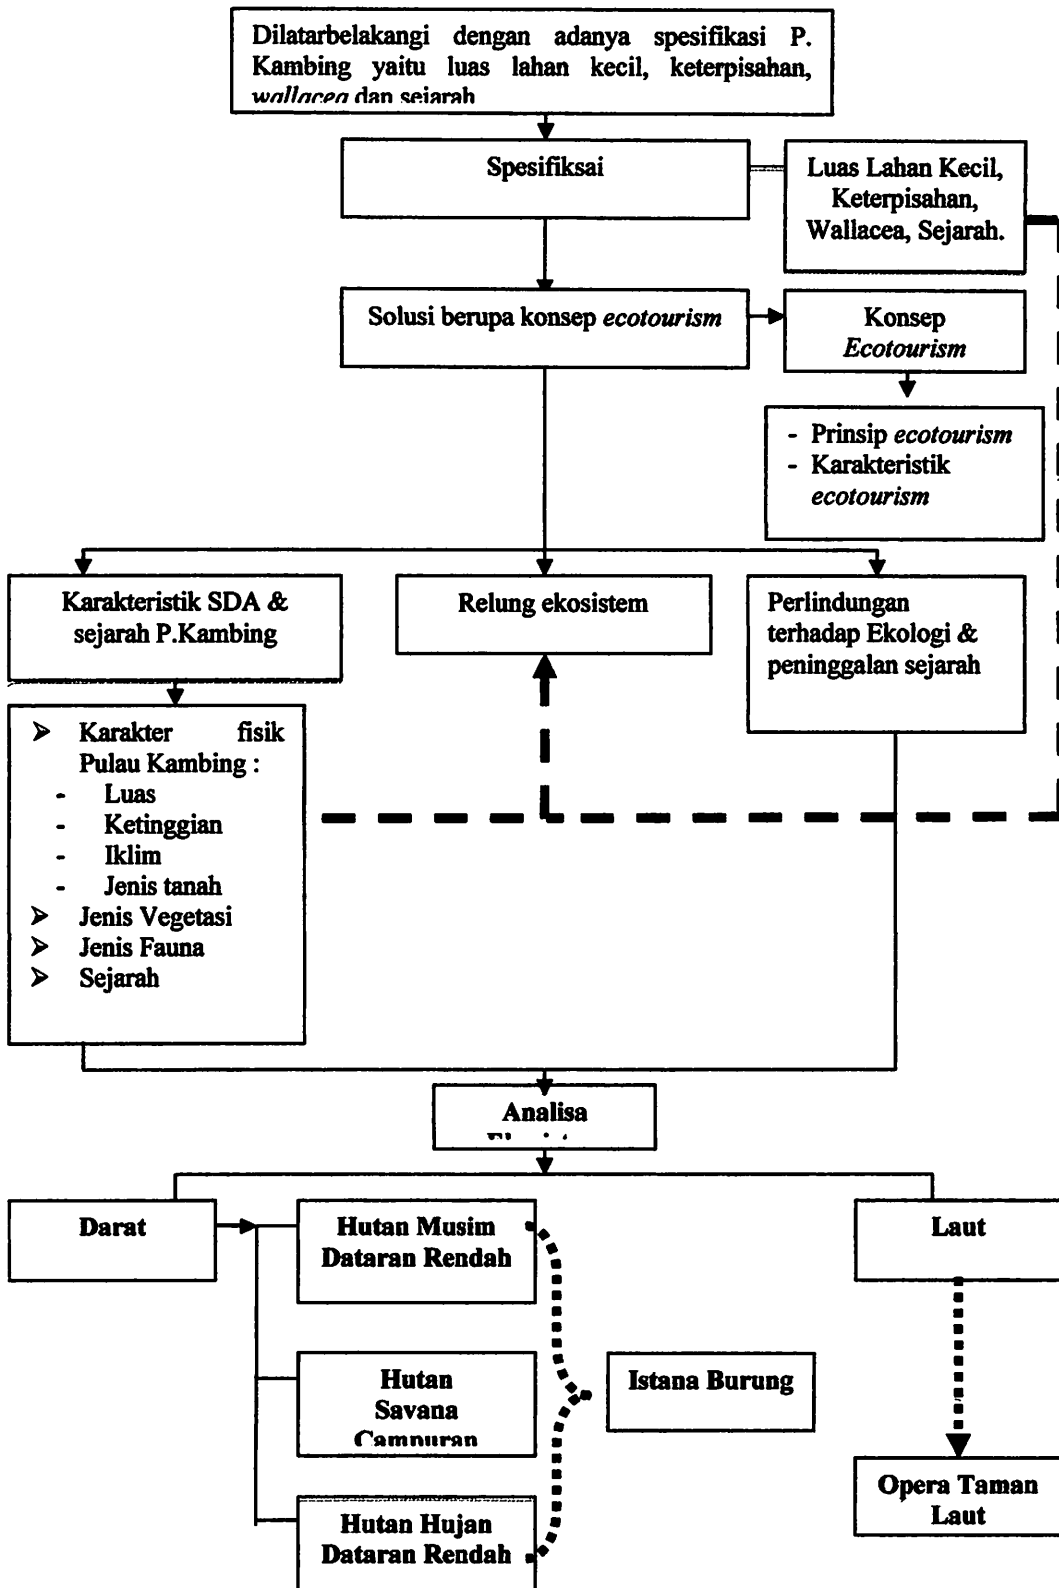 Dilatarbelakangi dengan adanya spesifikasi P.
Kambing yaitu luas lahan kecil, keterpisahan,
wallacea dan sejarah
Spesifiksai
Luas Lahan Kecil,
Keterpisahan,
Wallacea, Sejarah.
Solusi berupa konsep ecotourism
Konsep
Ecotourism
- Prinsip ecotourism
- Karakteristik
ecotourism
Karakteristik SDA &
sejarah P.Kambing
Relung ekosistem
Perlindungan
terhadap Ekologi &
peninggalan sejarah
➢ Karakter fisik
Pulau Kambing :
- Luas
- Ketinggian
- Iklim
- Jenis tanah
➢ Jenis Vegetasi
➢ Jenis Fauna
➢ Sejarah
Analisa
Darat
Hutan Musim
Dataran Rendah
Laut
Hutan
Savana
Campuran
Istana Burung
Opera Taman
Laut
Hutan Hujan
Dataran Rendah